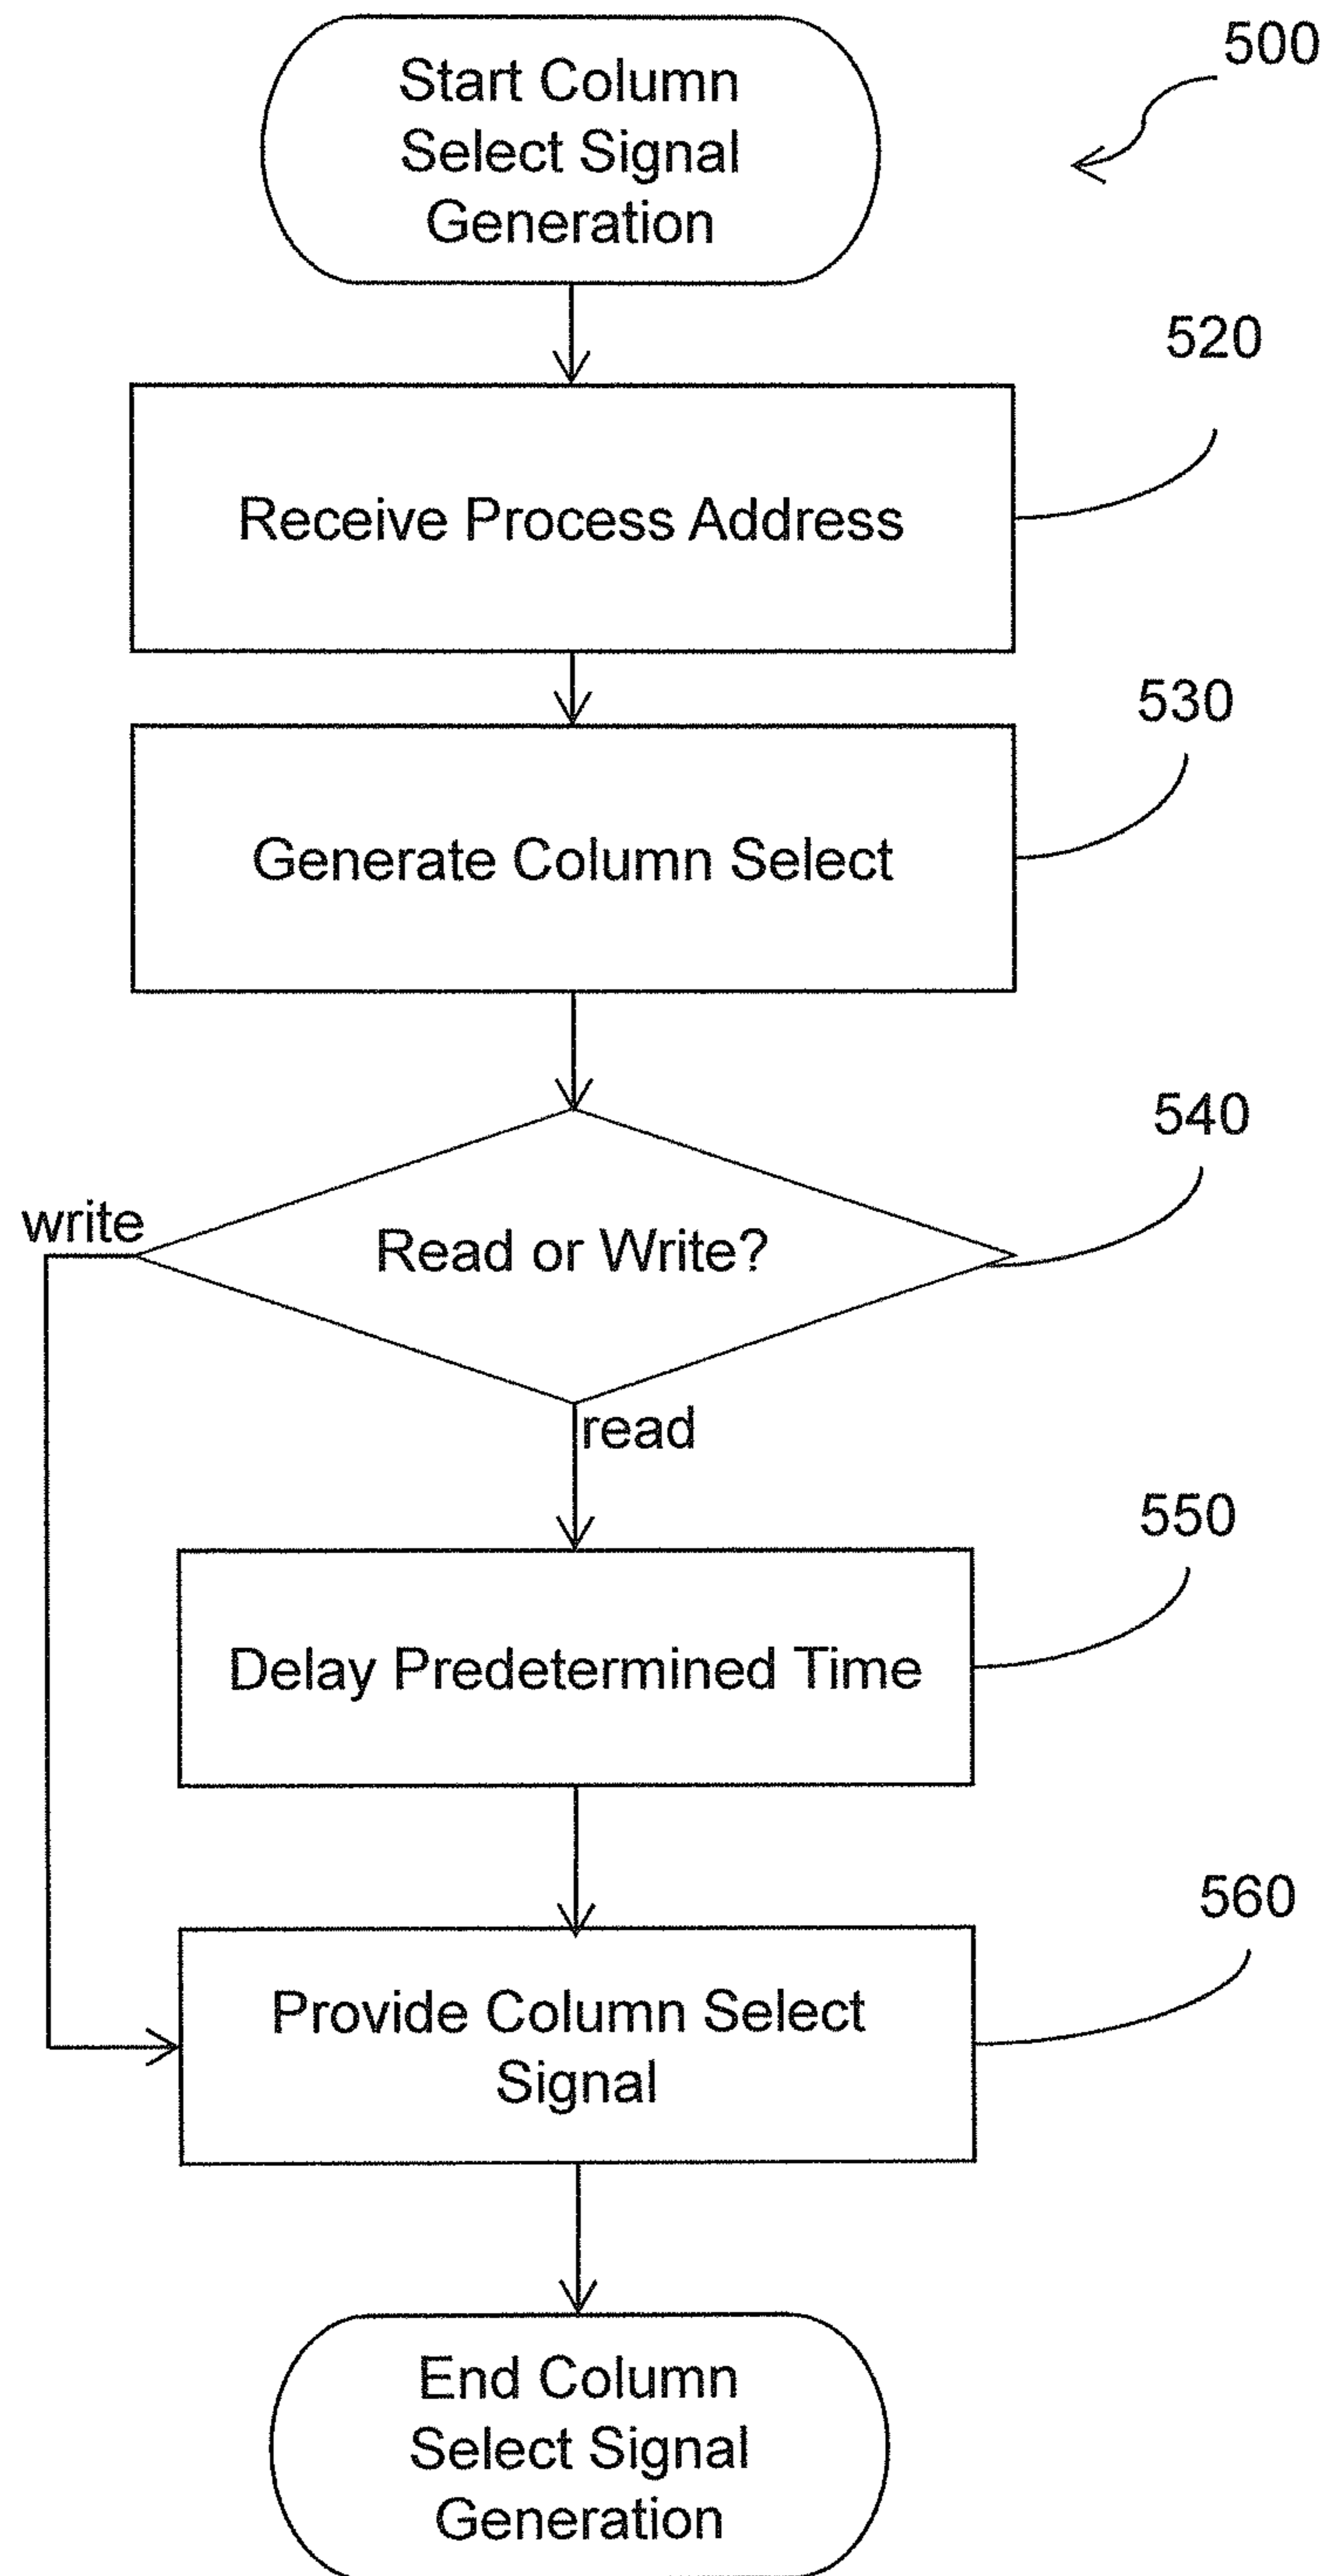 500
Start Column
Select Signal
Generation
520
Receive Process Address
530
Generate Column Select
540
write
Read or Write?
read
550
Delay Predetermined Time
560
Provide Column Select
Signal
End Column
Select Signal
Generation